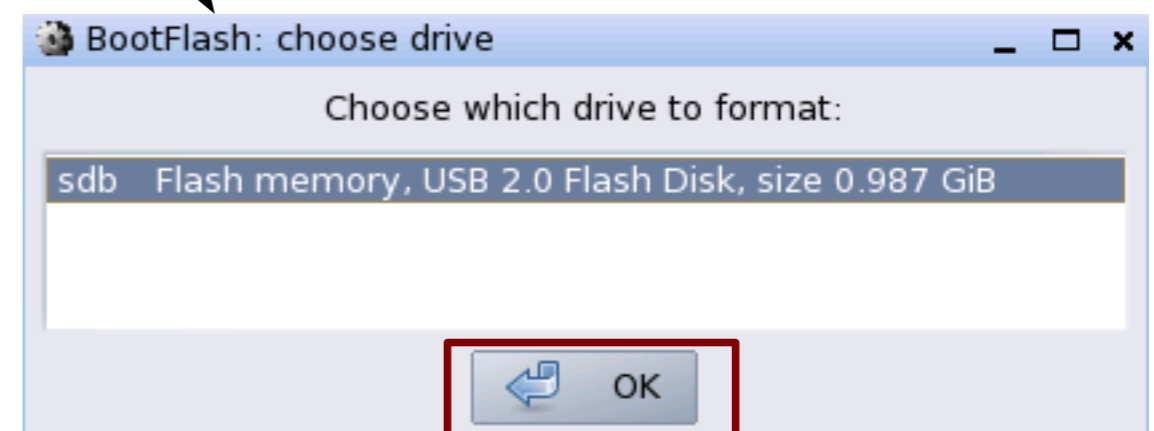 BootFlash: choose drive
Choose which drive to format:
sdb Flash memory, USB 2.0 Flash Disk, size 0.987 GiB
OK